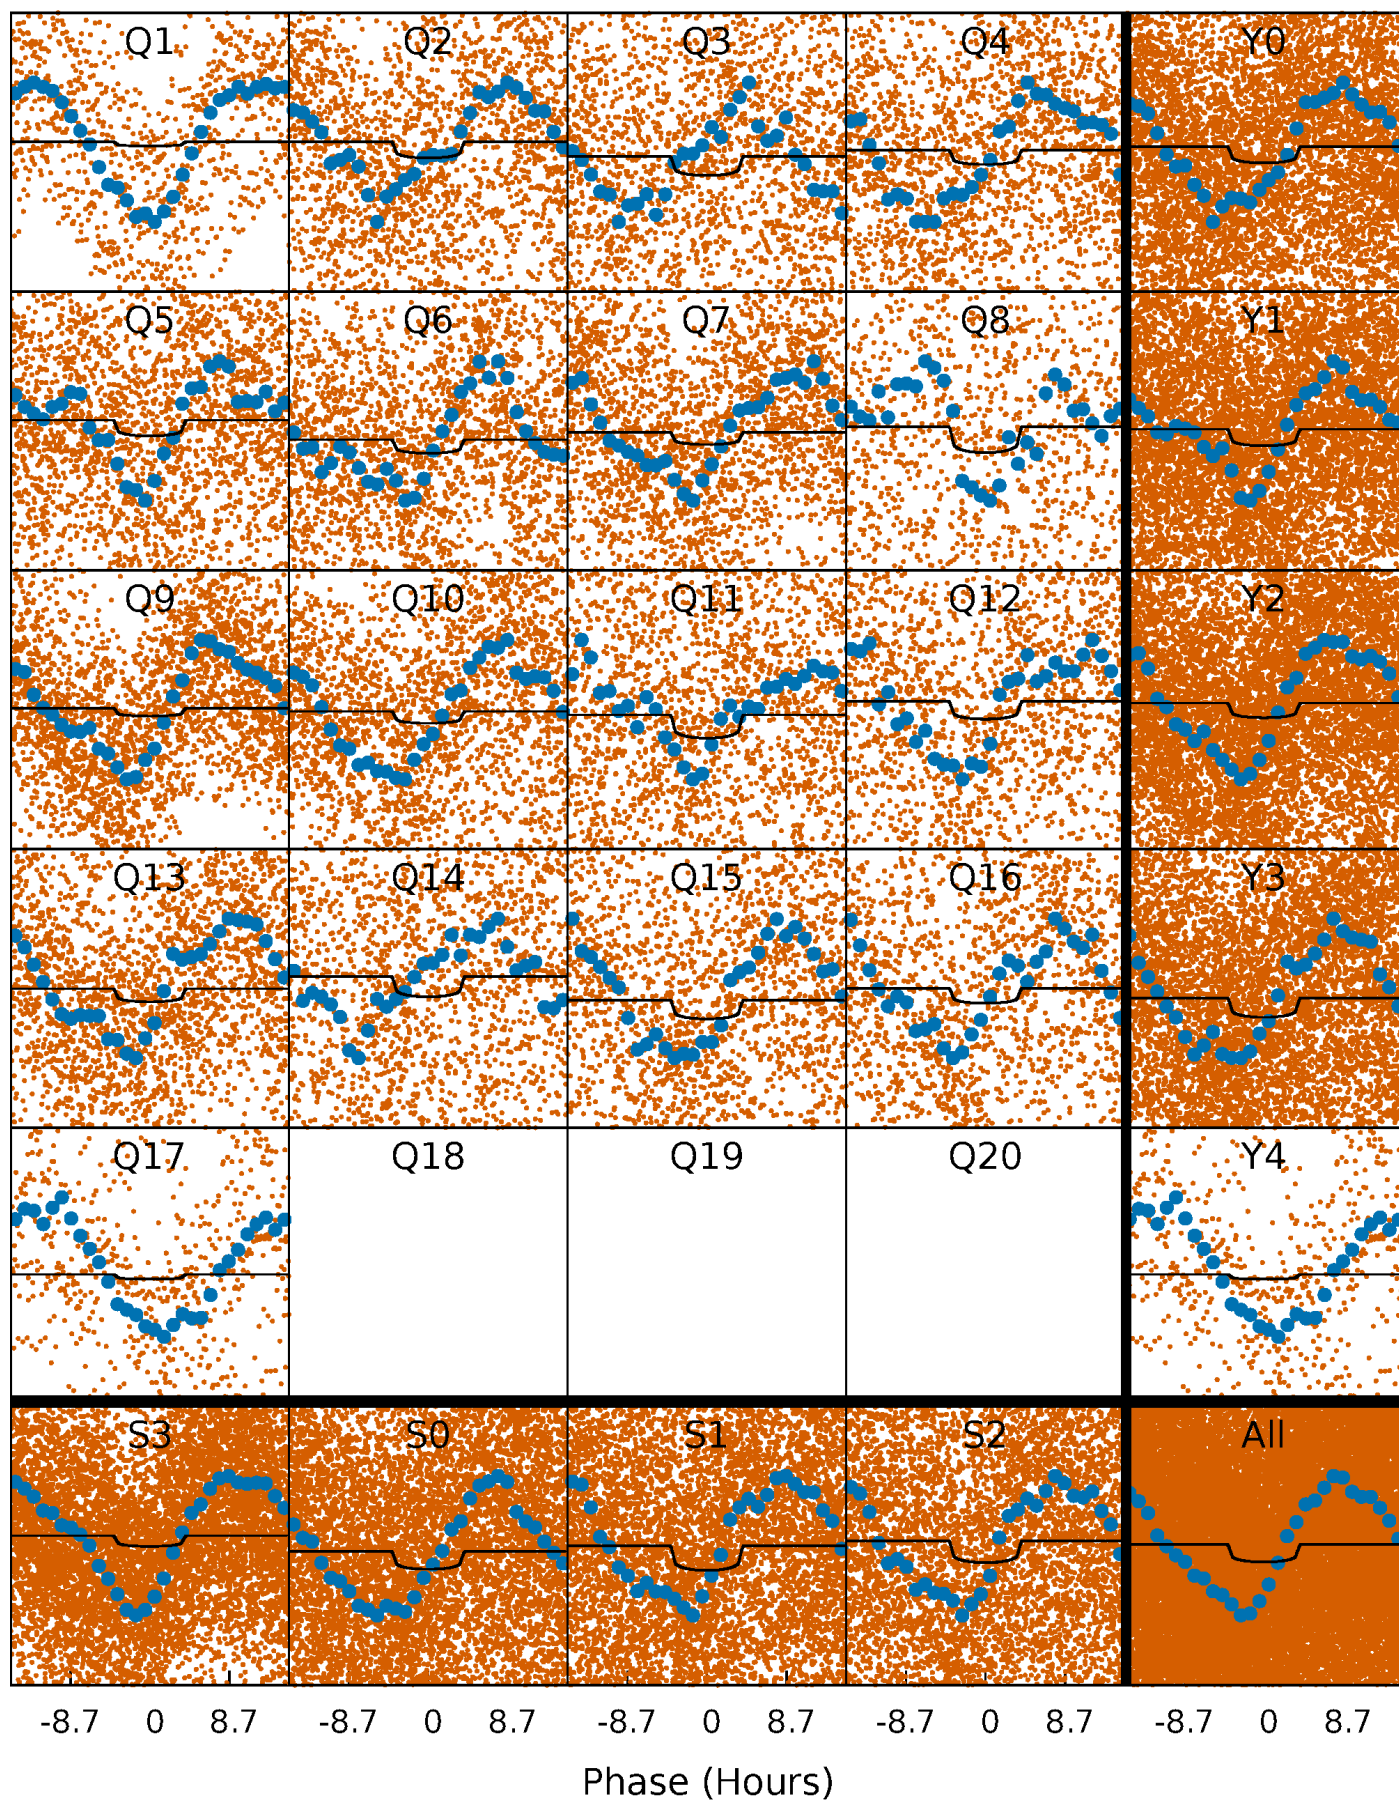 Q1 Q2 Q3 Q4 Y0
Q5 Q6 Q7 Q8 Y1
Q9 Q10 Q11 Q12 Y2
Q13 Q14 Q15 Q16 Y3
Q17 Q18 Q19 Q20 Y4
S3 S0 S1 S2 All
-8.7 0 8.7 -8.7 0 8.7 -8.7 0 8.7 -8.7 0 8.7 -8.7 0 8.7
Phase (Hours)